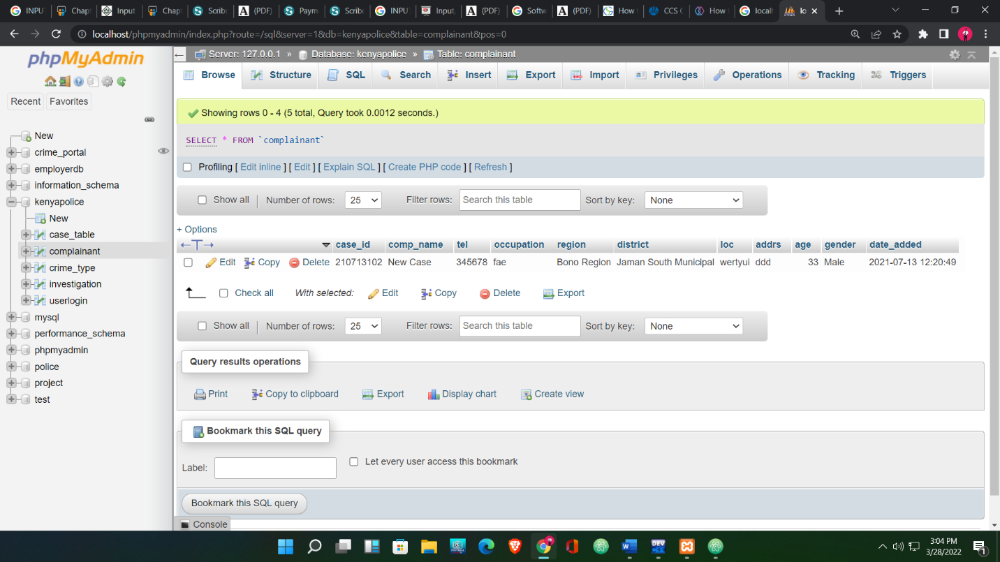 INPU
Chapt
Input
Chapt
Scribd
(PDF)
Paym
Scribd
INPU
Input,
(PDF)
Softw
(PDF)
How t
CCS C
How t
localh
lo
localhost/phpmyadmin/index.php?route=/sql&server=1&db=kenyapolice&table=complainant&pos=0
phpMyAdmin
Recent Favorites
New
crime_portal
employerdb
information_schema
kenyapolice
New
case_table
complainant
crime_type
investigation
userlogin
mysql
performance_schema
phpmyadmin
police
project
test
Server: 127.0.0.1 » Database: kenyapolice » Table: complainant
Browse Structure SQL Search Insert Export Import Privileges Operations Tracking Triggers
Showing rows 0 - 4 (5 total, Query took 0.0012 seconds.)
SELECT * FROM `complainant`
Profiling [ Edit inline ] [ Edit ] [ Explain SQL ] [ Create PHP code ] [ Refresh ]
Show all | Number of rows: 25 Filter rows: Search this table Sort by key: None
+ Options
case_id comp_name tel occupation region district loc addrs age gender date_added
Edit Copy Delete 210713102 New Case 345678 fae Bono Region Jaman South Municipal wertyui ddd 33 Male 2021-07-13 12:20:49
Check all With selected: Edit Copy Delete Export
Show all | Number of rows: 25 Filter rows: Search this table Sort by key: None
Query results operations
Print Copy to clipboard Export Display chart Create view
Bookmark this SQL query
Label: Let every user access this bookmark
Bookmark this SQL query
Console
3:04 PM
3/28/2022
1